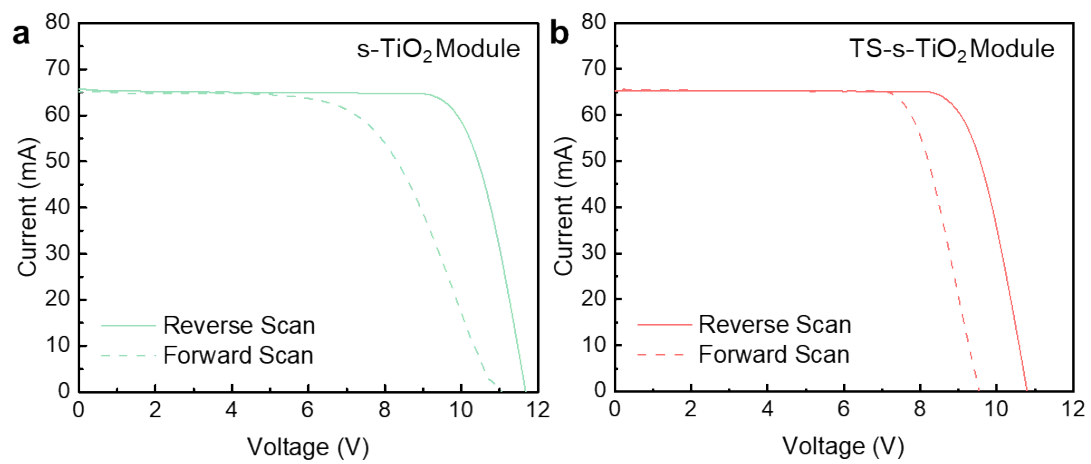 a
s-TiO₂ Module
80
70
60
50
40
30
20
10
0
Current (mA)
Reverse Scan
Forward Scan
0 2 4 6 8 10 12
Voltage (V)
b
TS-s-TiO₂ Module
80
70
60
50
40
30
20
10
0
Current (mA)
Reverse Scan
Forward Scan
0 2 4 6 8 10 12
Voltage (V)